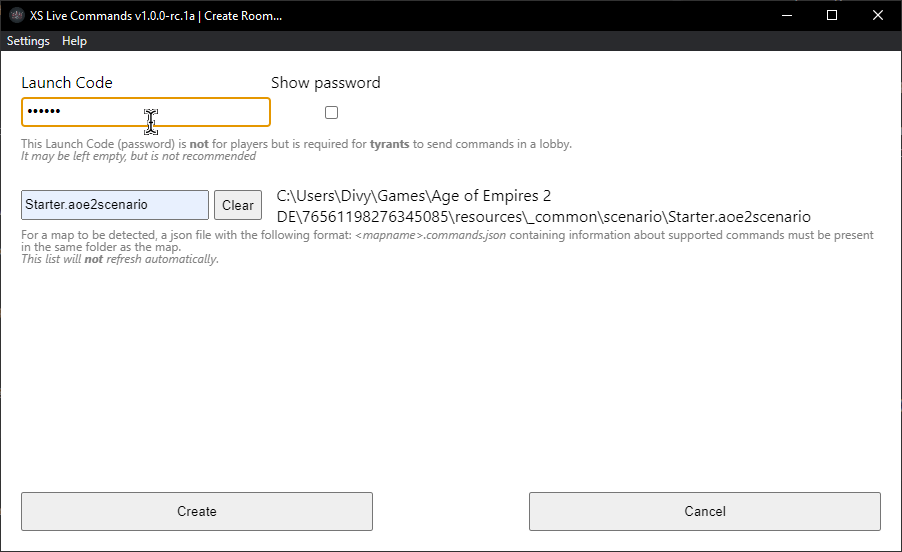 XS Live Commands v1.0.0-rc.1a | Create Room...
Settings Help
Launch Code Show password
••••••
This Launch Code (password) is not for players but is required for tyrants to send commands in a lobby.
It may be left empty, but is not recommended
Starter.aoe2scenario Clear C:\Users\Divy\Games\Age of Empires 2
DE\76561198276345085\resources\_common\scenario\Starter.aoe2scenario
For a map to be detected, a json file with the following format: <mapname>.commands.json containing information about supported commands must be present
in the same folder as the map.
This list will not refresh automatically.
Create Cancel